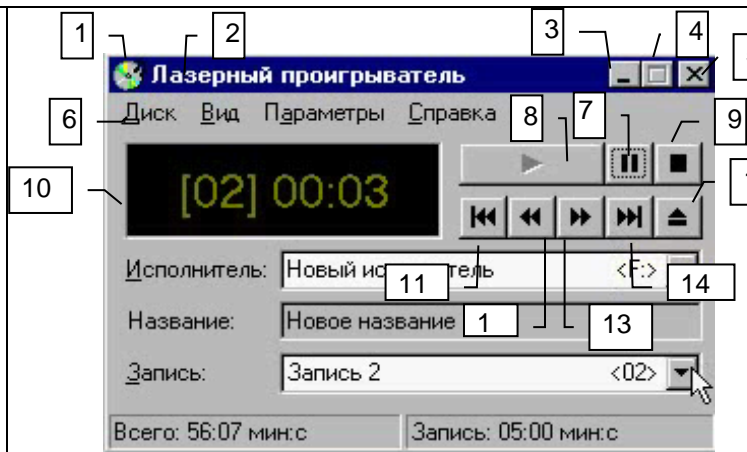 1 2 3 4
Лазерный проигрыватель
6 Диск Вид Параметры Справка 8 7 9
10 [02] 00:03
Исполнитель: Новый ис тель <F:>
11 14
Название: Новое название 1 13
Запись: Запись 2 <02>
Всего: 56:07 мин:с Запись: 05:00 мин:с